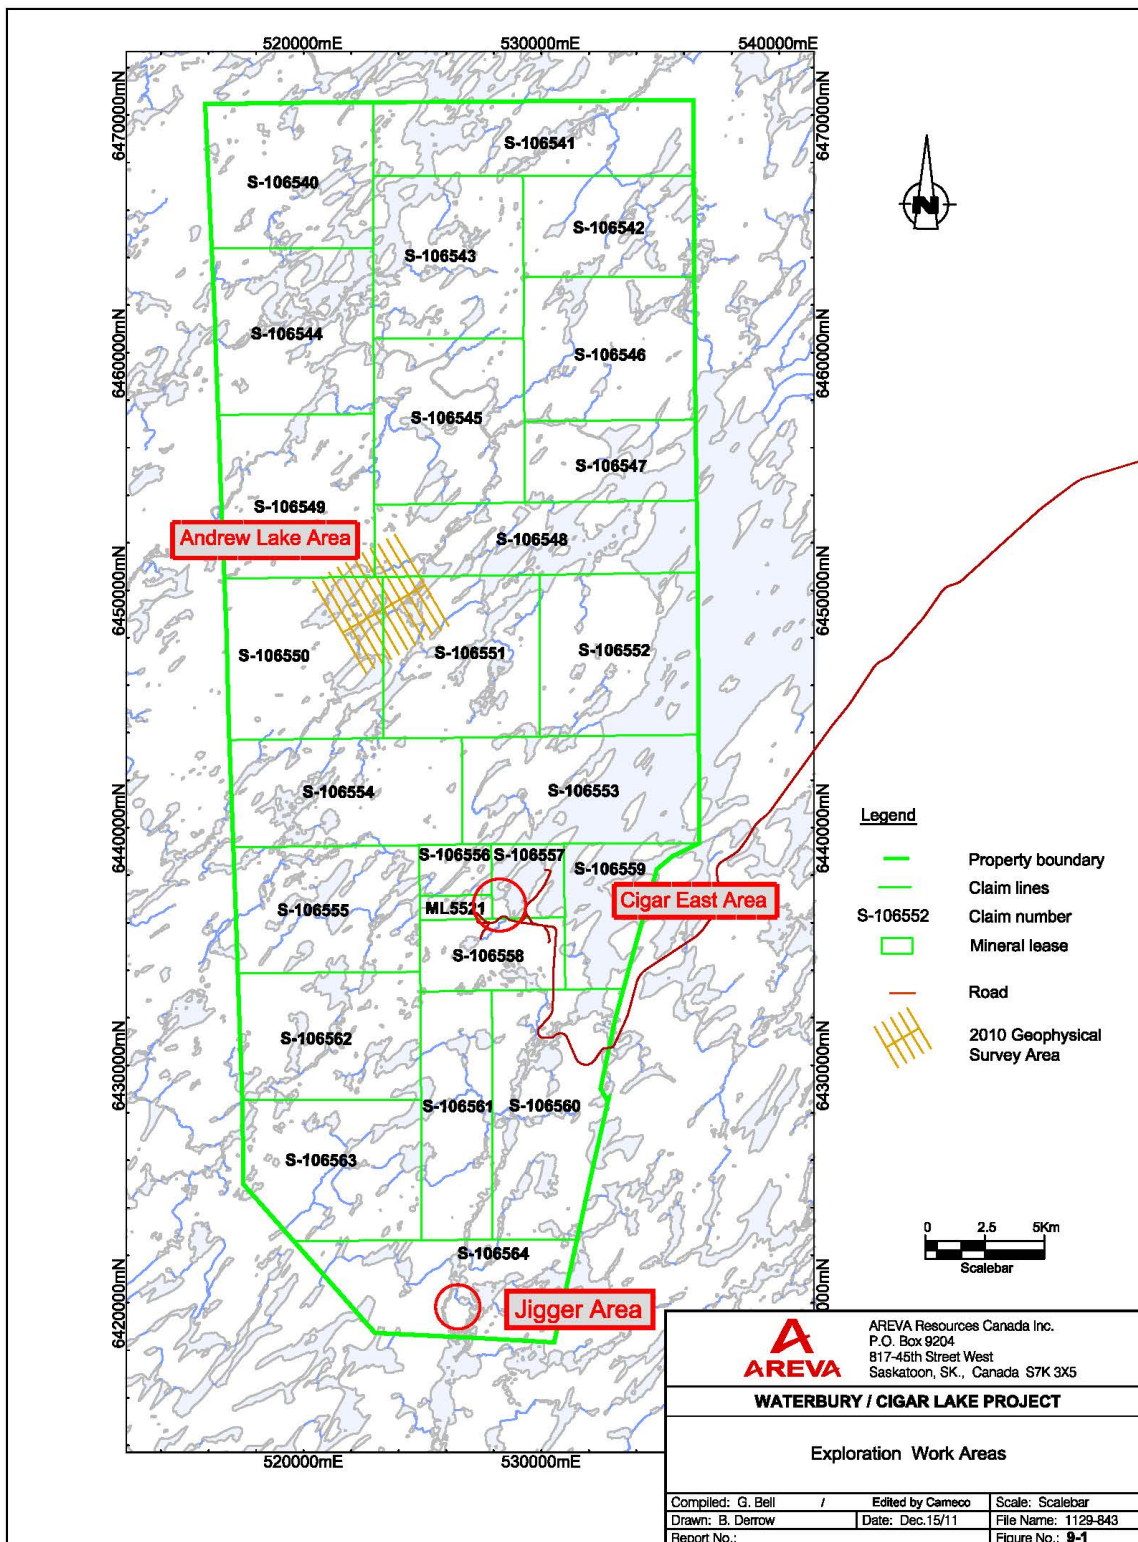 520000mE
530000mE
540000mE
6470000mN
6470000mN
S-106541
S-106540
S-106542
S-106543
N
S-106544
S-106546
6460000mN
6460000mN
S-106545
S-106547
S-106549
Andrew Lake Area
S-106548
6450000mN
6450000mN
S-106550
S-106551
S-106552
S-106554
S-106553
6440000mN
6440000mN
Legend
Property boundary
Claim lines
S-106552
Claim number
Mineral lease
Road
2010 Geophysical
Survey Area
S-106556
S-106557
S-106559
S-106555
ML5521
Cigar East Area
S-106558
S-106562
6430000mN
6430000mN
S-106561
S-106560
S-106563
0 2.5 5Km
Scalebar
S-106564
6420000mN
000mN
Jigger Area
520000mE
530000mE
AREVA
AREVA Resources Canada Inc.
P.O. Box 9204
817-45th Street West
Saskatoon, SK., Canada S7K 3X5
WATERBURY / CIGAR LAKE PROJECT
Exploration Work Areas
Compiled: G. Bell / Edited by Cameco Scale: Scalebar
Drawn: B. Derrow Date: Dec.15/11 File Name: 1129-843
Report No.: Figure No.: 9-1